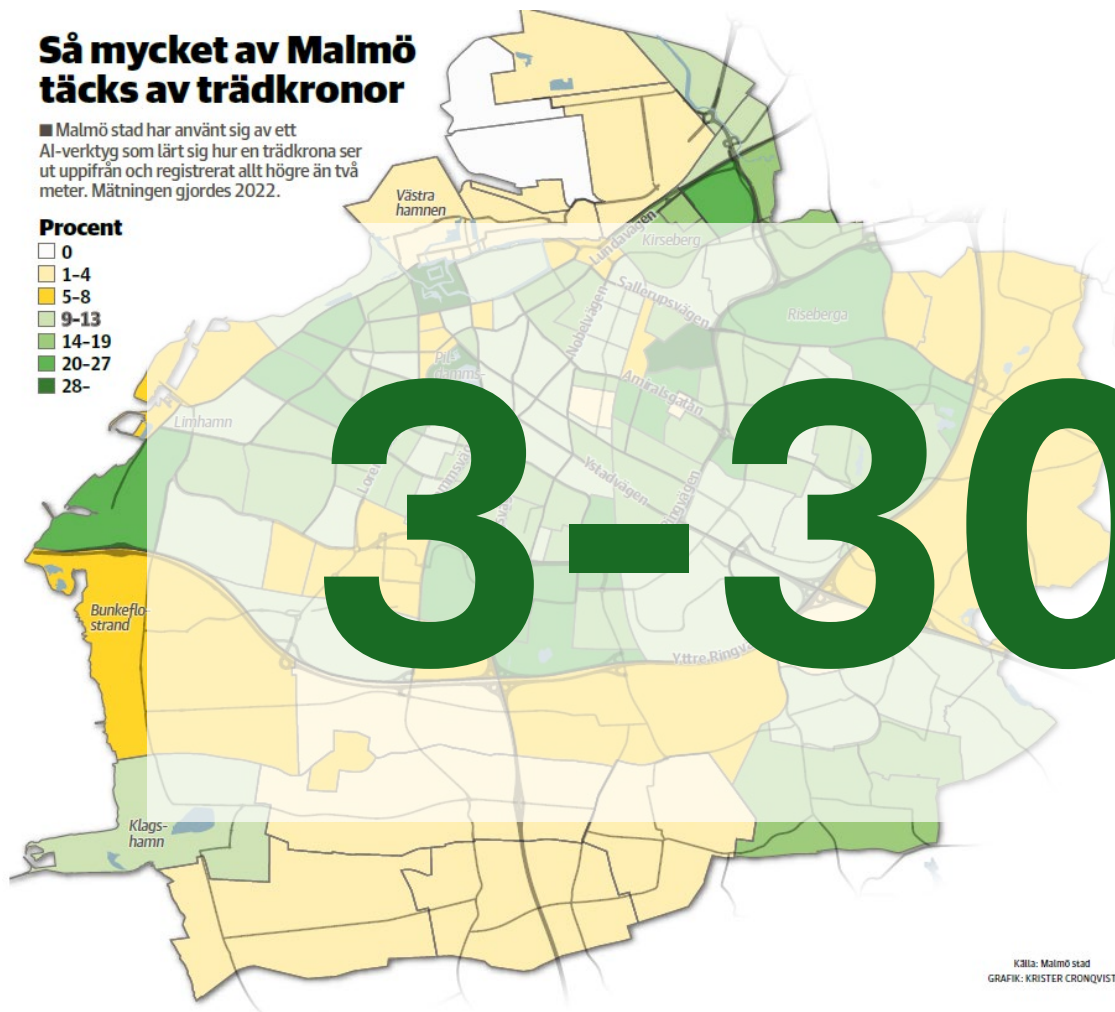 Så mycket av Malmö
täcks av trädkronor
■ Malmö stad har använt sig av ett
AI-verktyg som lärt sig hur en trädkrona ser
ut uppifrån och registrerat allt högre än två
meter. Mätningen gjordes 2022.
Procent
0
1–4
5–8
9–13
14–19
20–27
28–
Västra
hamnen
Lundavägen
Kirseberg
Sallerupsvägen
Nobelvägen
Riseberga
Amiralsgatan
Limhamn
Ystadvägen
3-30
Bunkeflo-
strand
Klags-
hamn
Källa: Malmö stad
GRAFIK: KRISTER CRONQVIST